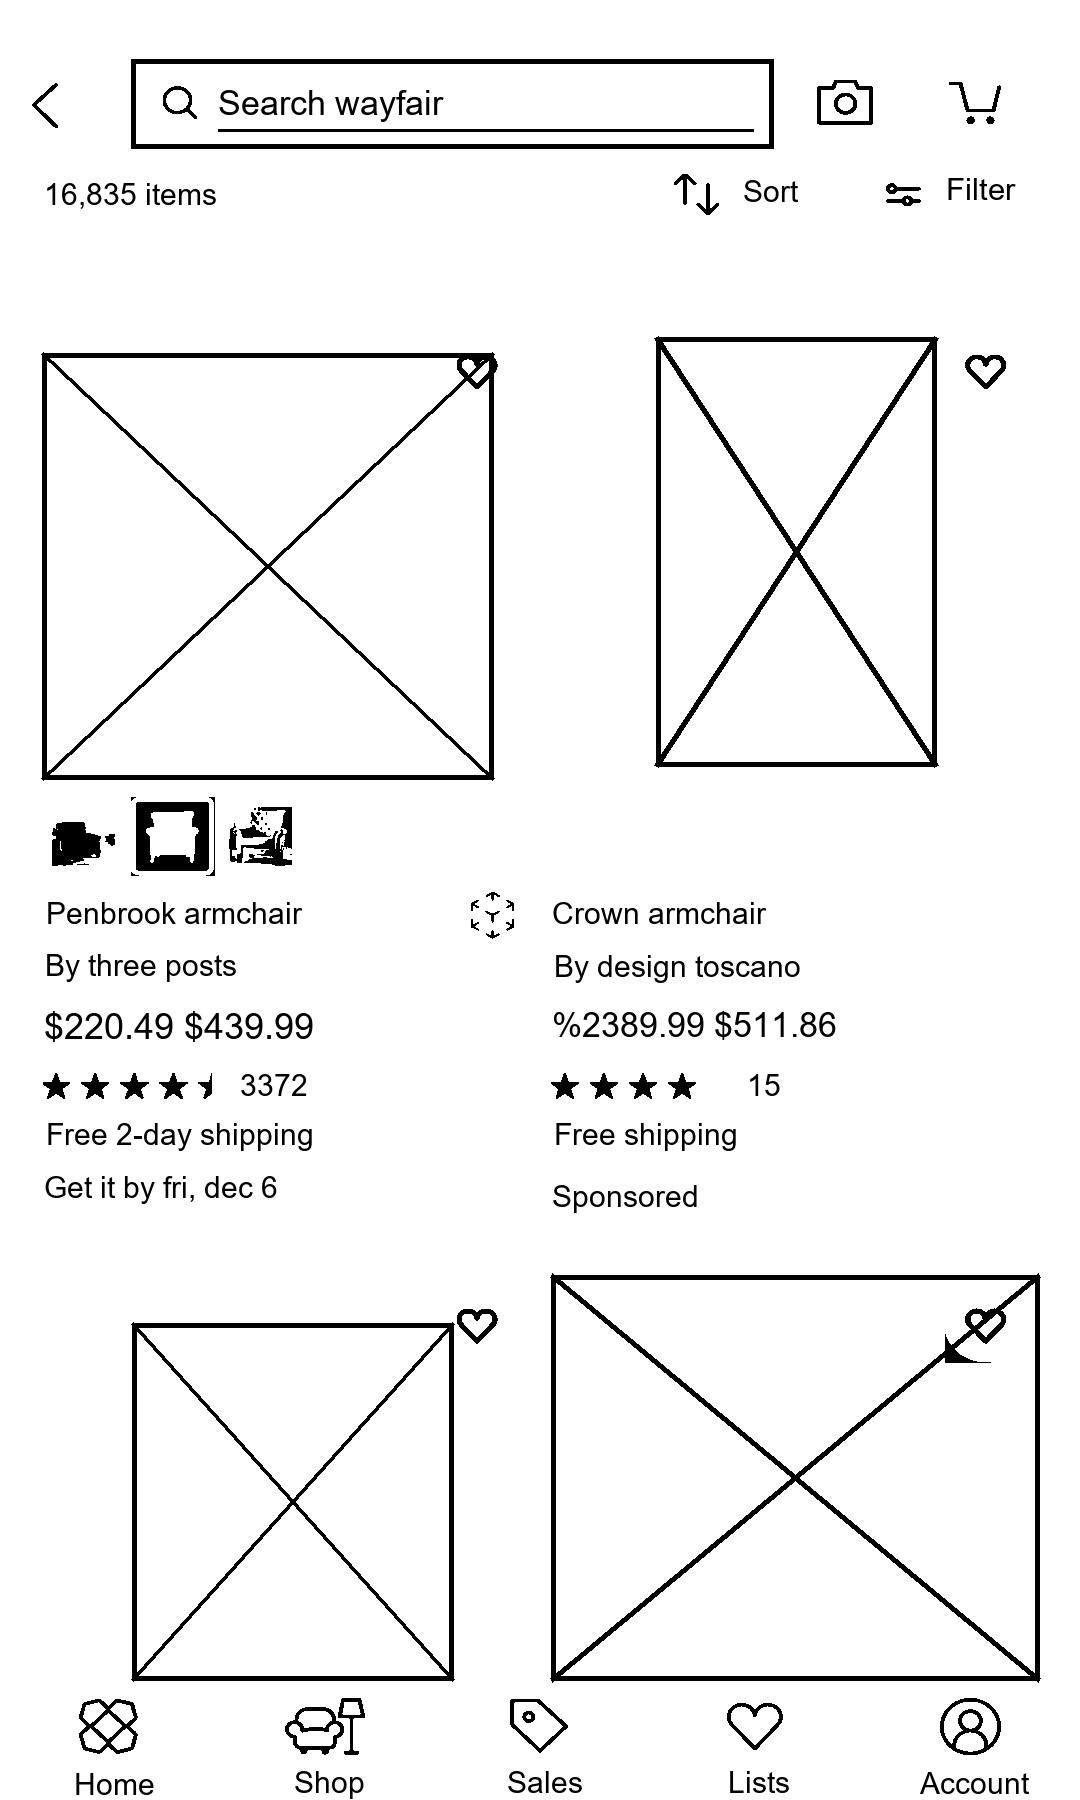 Search wayfair
16,835 items
Sort
Filter
Penbrook armchair
By three posts
$220.49 $439.99
3372
Free 2-day shipping
Get it by fri, dec 6
Crown armchair
By design toscano
%2389.99 $511.86
15
Free shipping
Sponsored
Home
Shop
Sales
Lists
Account